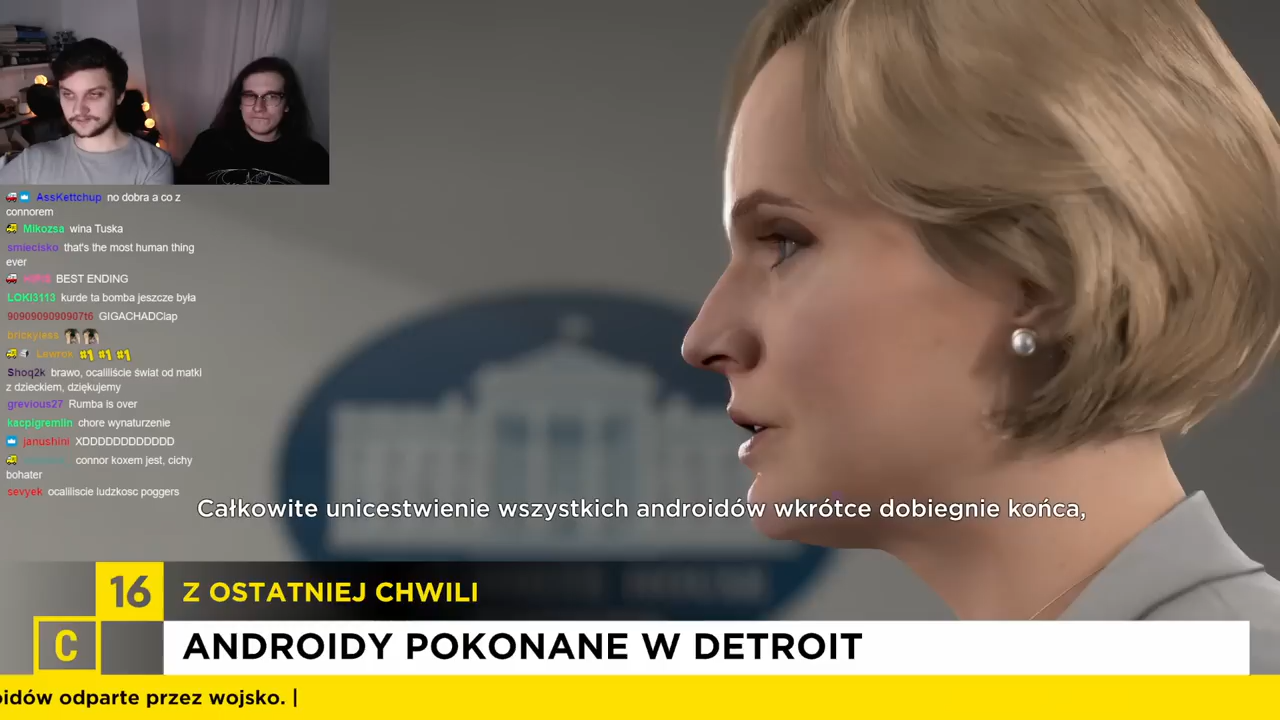 AssKettchup no dobra a co z
connorem
Mikozsa wina Tuska
smiecisko that's the most human thing
ever
BEST ENDING
LOKI3113 kurde ta bomba jeszcze była
9090909090907t6 GIGACHADClap
brickyless
Lewrok #1 #1 #1
Shoq2k brawo, ocaliliście świat od matki
z dzieckiem, dziękujemy
grevious27 Rumba is over
kacpigremlin chore wynaturzenie
janushini XDDDDDDDDDDDD
connor koxem jest, cichy
bohater
sevyek ocaliliscie ludzkosc poggers
Całkowite unicestwienie wszystkich androidów wkrótce dobiegnie końca,
16
Z OSTATNIEJ CHWILI
C
ANDROIDY POKONANE W DETROIT
oidów odparte przez wojsko. |